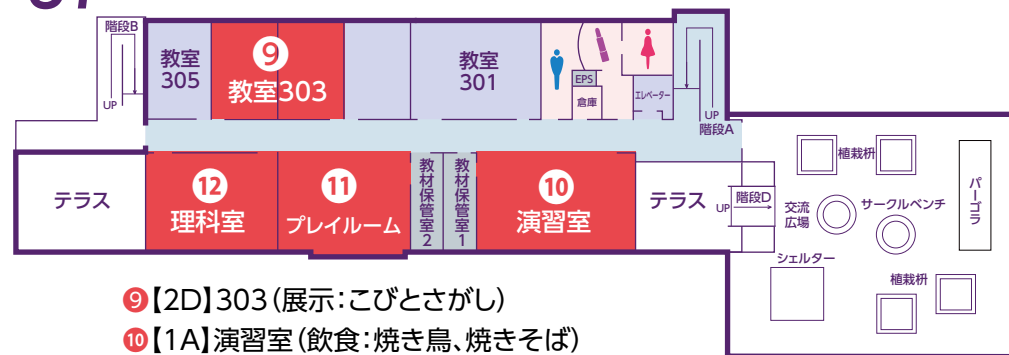 階段B
UP
教室
305
9
教室303
教室
301
EPS
倉庫
エレベーター
UP
階段A
テラス
12
理科室
11
プレイルーム
教材保管室2
教材保管室1
10
演習室
テラス
UP
階段D
植栽枡
交流
広場
サークルベンチ
パーゴラ
シェルター
植栽枡
9【2D】303(展示:こびとさがし)
10【1A】演習室(飲食:焼き鳥、焼きそば)